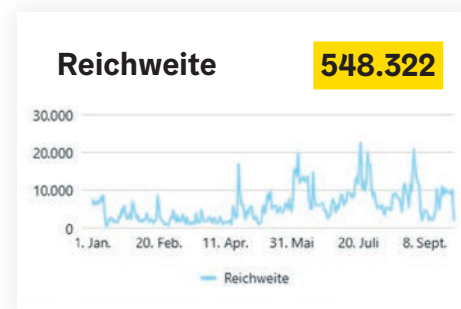 Reichweite 548.322
30.000
20.000
10.000
0
1. Jan. 20. Feb. 11. Apr. 31. Mai 20. Juli 8. Sept.
Reichweite